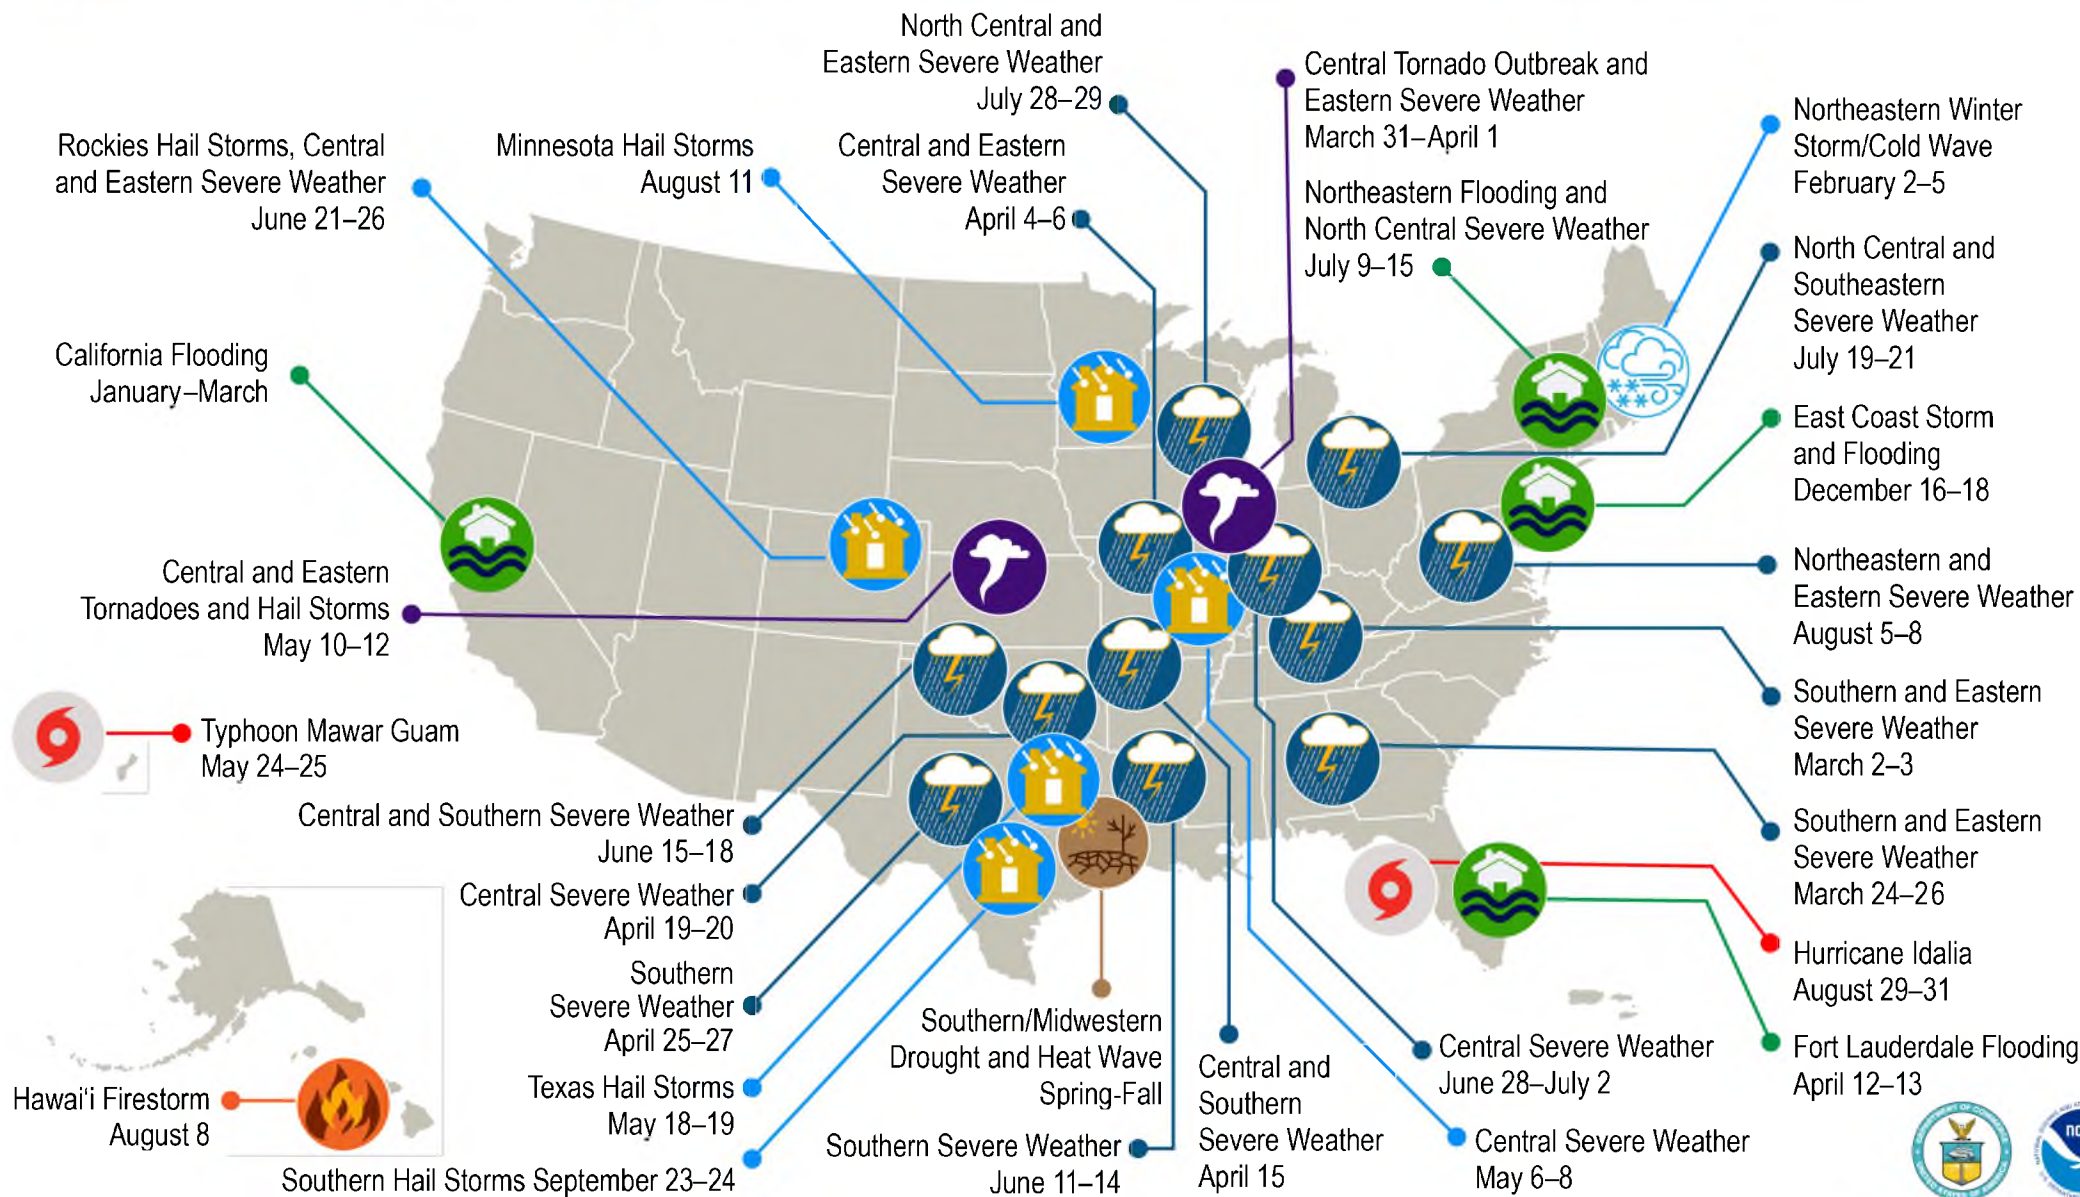 North Central and
Eastern Severe Weather
July 28–29
Central Tornado Outbreak and
Eastern Severe Weather
March 31–April 1
Northeastern Winter
Storm/Cold Wave
February 2–5
Rockies Hail Storms, Central
and Eastern Severe Weather
June 21–26
Minnesota Hail Storms
August 11
Central and Eastern
Severe Weather
April 4–6
Northeastern Flooding and
North Central Severe Weather
July 9–15
North Central and
Southeastern
Severe Weather
July 19–21
California Flooding
January–March
East Coast Storm
and Flooding
December 16–18
Central and Eastern
Tornadoes and Hail Storms
May 10–12
Northeastern and
Eastern Severe Weather
August 5–8
Southern and Eastern
Severe Weather
March 2–3
Typhoon Mawar Guam
May 24–25
Central and Southern Severe Weather
June 15–18
Southern and Eastern
Severe Weather
March 24–26
Central Severe Weather
April 19–20
Southern
Severe Weather
April 25–27
Hurricane Idalia
August 29–31
Southern/Midwestern
Drought and Heat Wave
Spring-Fall
Central and
Southern
Severe Weather
April 15
Central Severe Weather
June 28–July 2
Fort Lauderdale Flooding
April 12–13
Hawai‘i Firestorm
August 8
Texas Hail Storms
May 18–19
Southern Severe Weather
June 11–14
Central Severe Weather
May 6–8
Southern Hail Storms September 23–24